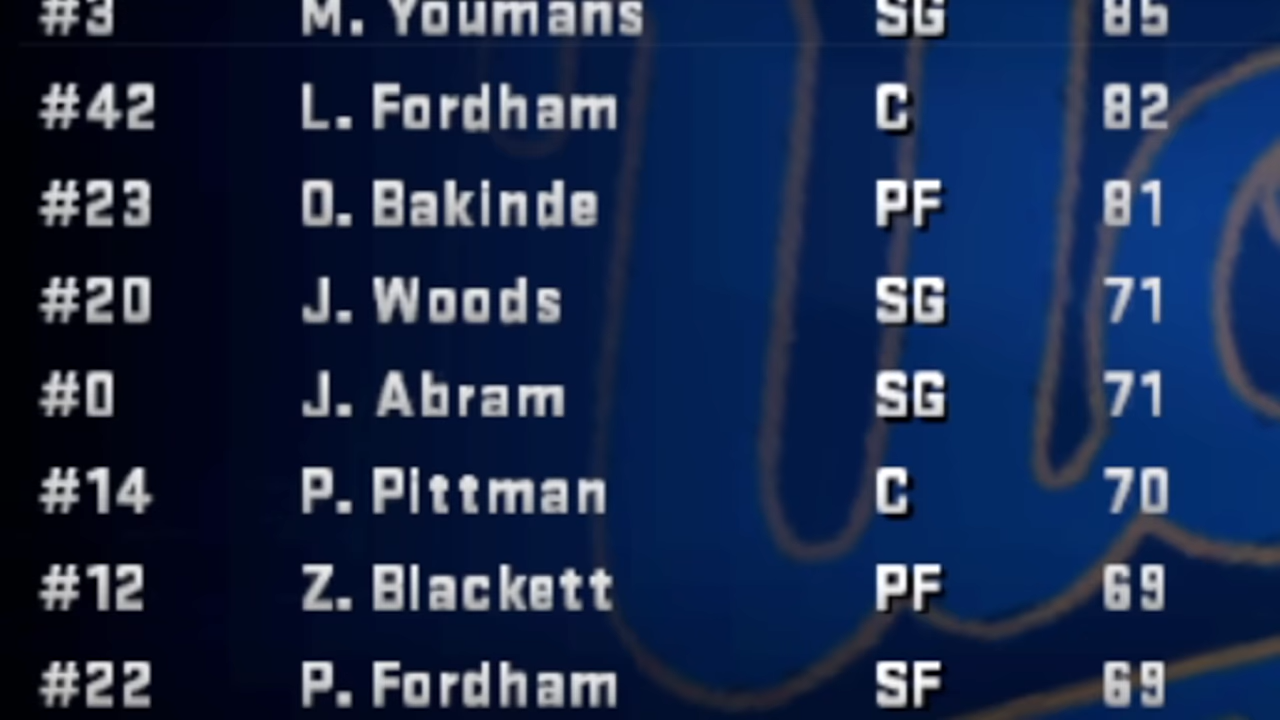 #3 M. Youmans SG 85
#42 L. Fordham C 82
#23 O. Bakinde PF 81
#20 J. Woods SG 71
#0 J. Abram SG 71
#14 P. Pittman C 70
#12 Z. Blackett PF 69
#22 P. Fordham SF 69